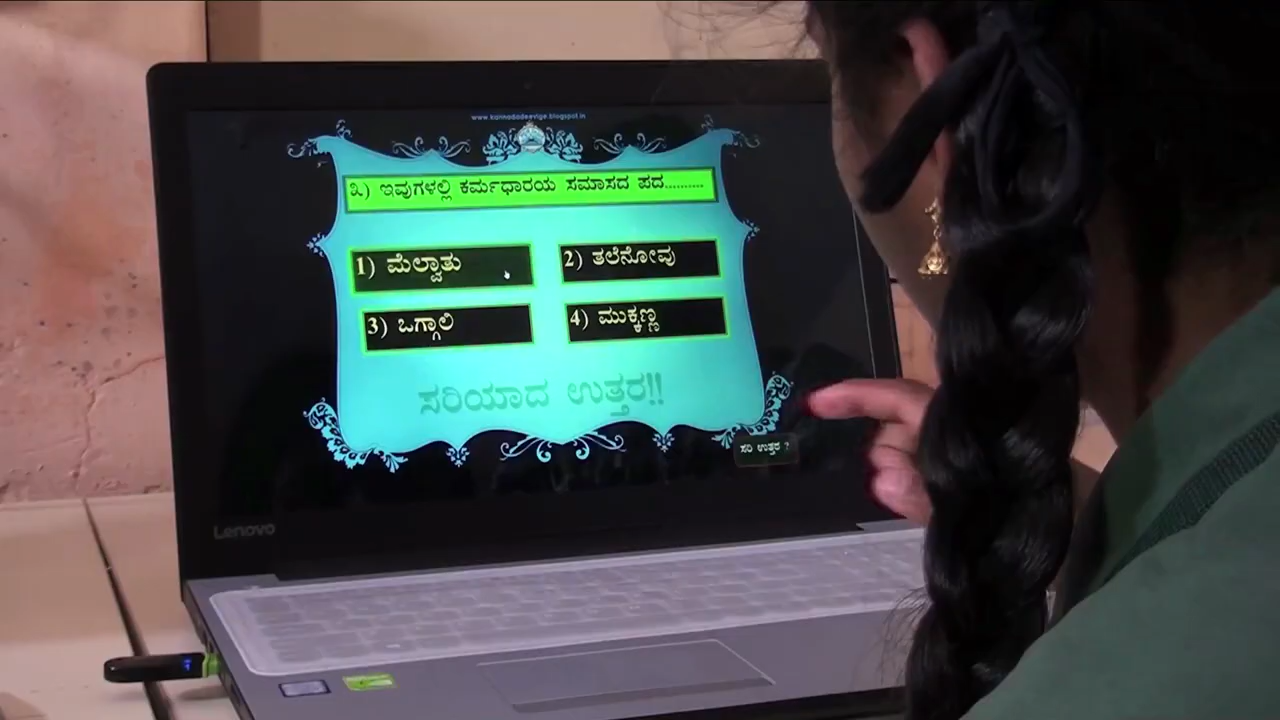 www.kannadadeevige.blogspot.in
೩) ಇವುಗಳಲ್ಲಿ ಕರ್ಮಧಾರಯ ಸಮಾಸದ ಪದ..........
1) ಮೆಲ್ವಾತು
2) ತಲೆನೋವು
3) ಒಗ್ಗಾಲಿ
4) ಮುಕ್ಕಣ್ಣ
ಸರಿಯಾದ ಉತ್ತರ!!
ಸರಿ ಉತ್ತರ ?
Lenovo